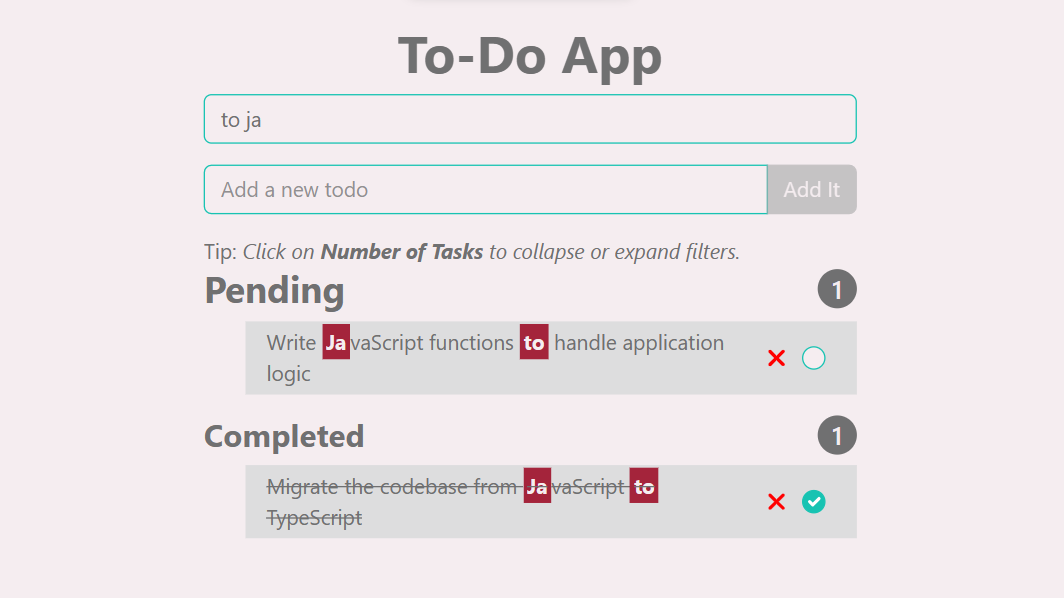 To-Do App
to ja
Add a new todo
Add It
Tip: Click on Number of Tasks to collapse or expand filters.
Pending
1
Write JavaScript functions to handle application
logic
Completed
1
Migrate the codebase from JavaScript to
TypeScript